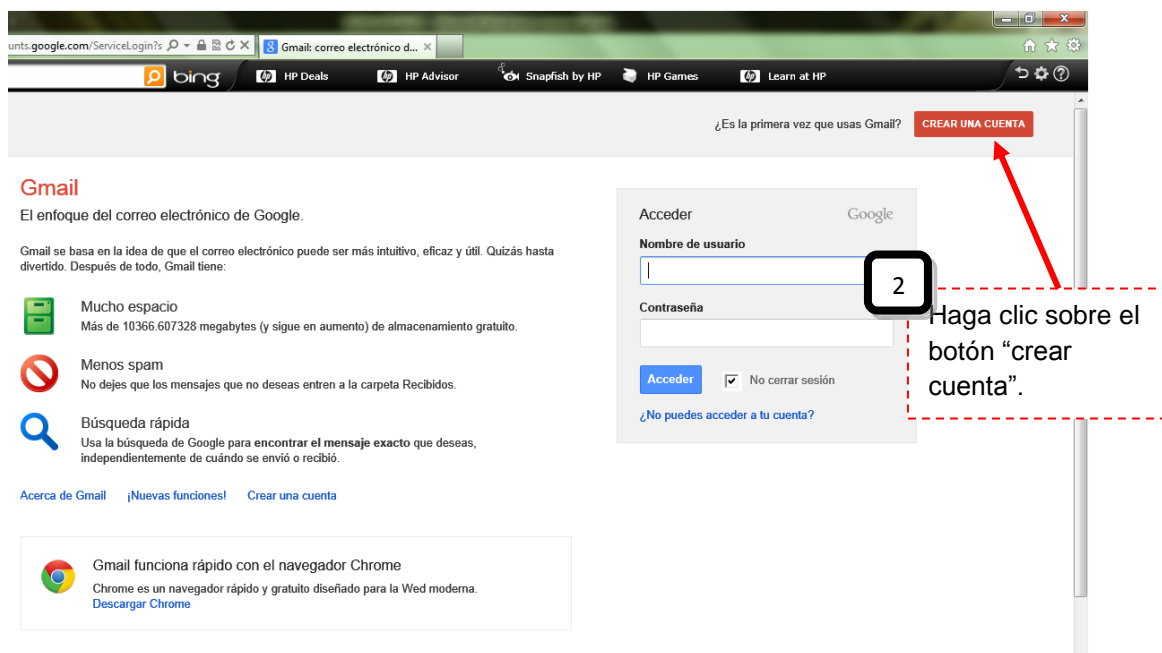 unts.google.com/ServiceLogin?s
Gmail: correo electrónico d...
bing
HP Deals
HP Advisor
Snapfish by HP
HP Games
Learn at HP
¿Es la primera vez que usas Gmail?
CREAR UNA CUENTA
Gmail
El enfoque del correo electrónico de Google.
Gmail se basa en la idea de que el correo electrónico puede ser más intuitivo, eficaz y útil. Quizás hasta
divertido. Después de todo, Gmail tiene:
Mucho espacio
Más de 10366.607328 megabytes (y sigue en aumento) de almacenamiento gratuito.
Menos spam
No dejes que los mensajes que no deseas entren a la carpeta Recibidos.
Búsqueda rápida
Usa la búsqueda de Google para encontrar el mensaje exacto que deseas,
independientemente de cuándo se envió o recibió.
Acerca de Gmail
¡Nuevas funciones!
Crear una cuenta
Gmail funciona rápido con el navegador Chrome
Chrome es un navegador rápido y gratuito diseñado para la Wed moderna.
Descargar Chrome
Acceder
Google
Nombre de usuario
Contraseña
Acceder
No cerrar sesión
¿No puedes acceder a tu cuenta?
2
Haga clic sobre el
botón “crear
cuenta”.